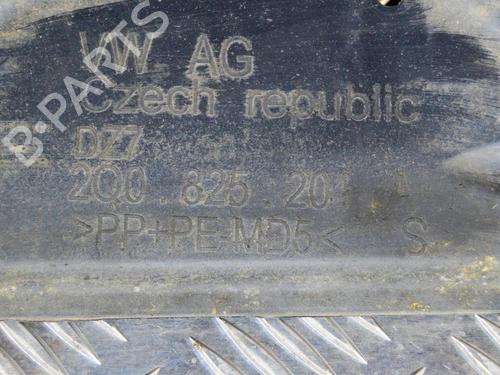 B-PARTS
VW AG
Czech republic
DZ7
2Q0 825 20 A
>PP+PE-MD5< S